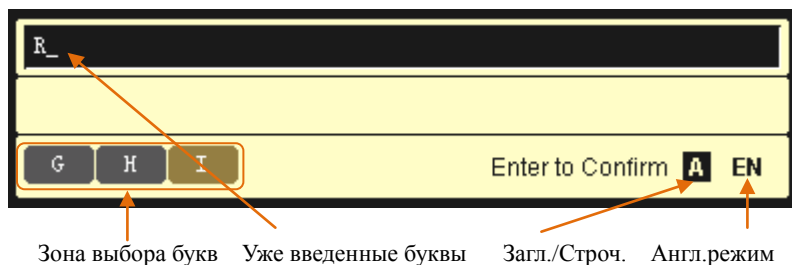 R_
G H I Enter to Confirm A EN
Зона выбора букв Уже введенные буквы Загл./Строч. Англ.режим